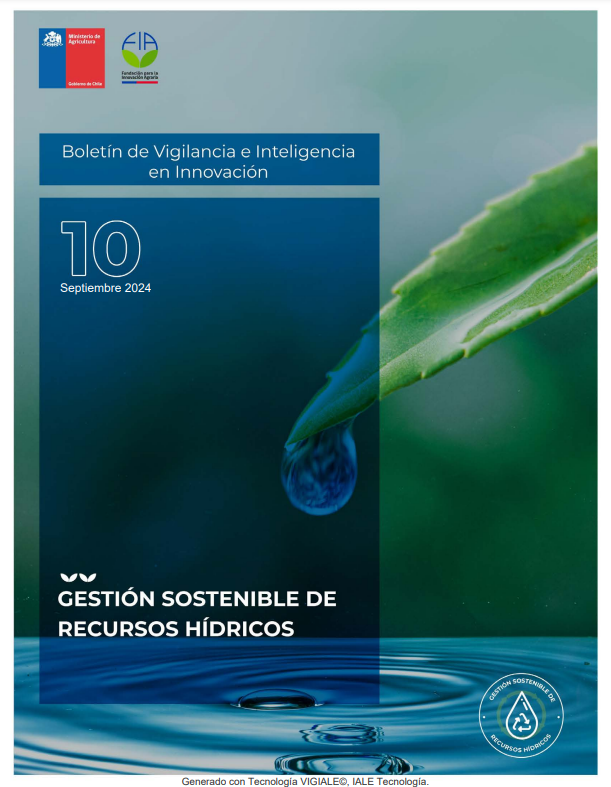 Ministerio de
Agricultura
Gobierno de Chile
FIA
Fundación para la
Innovación Agraria
Boletín de Vigilancia e Inteligencia
en Innovación
10
Septiembre 2024
GESTIÓN SOSTENIBLE DE
RECURSOS HÍDRICOS
GESTIÓN SOSTENIBLE DE
RECURSOS HÍDRICOS
Generado con Tecnología VIGIALE©, IALE Tecnología.